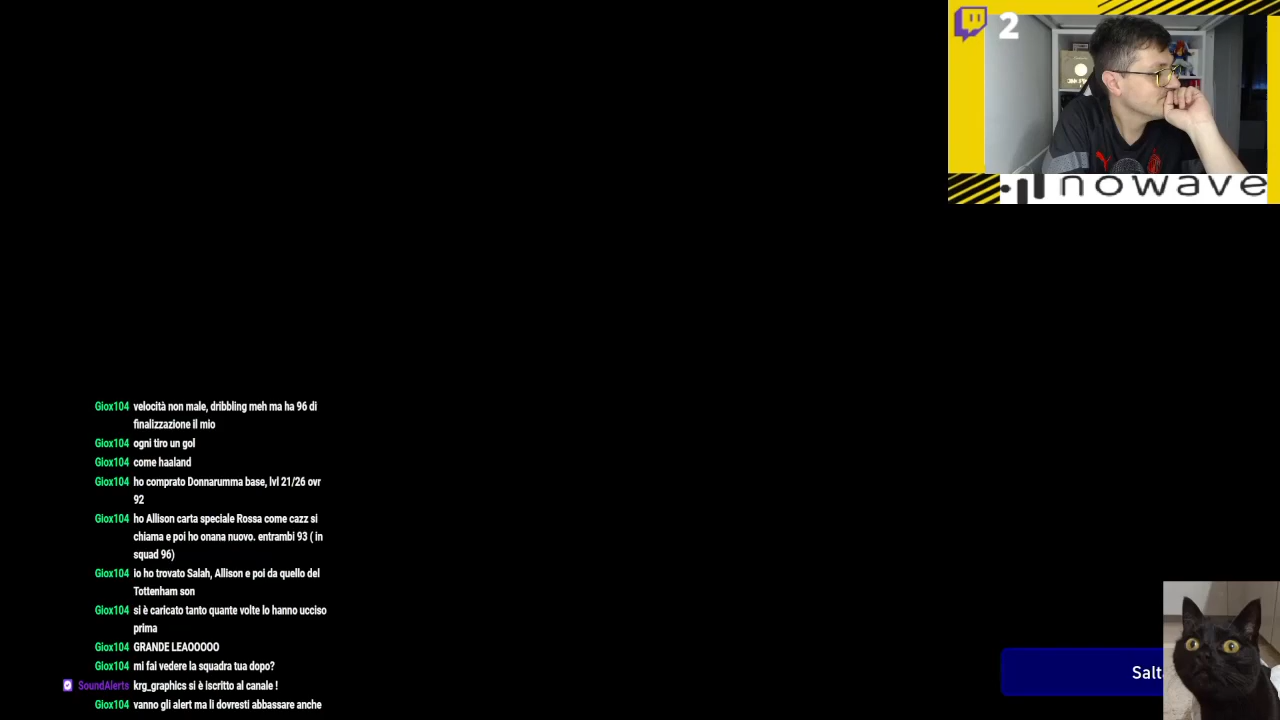 2
nowave
Giox104 velocità non male, dribbling meh ma ha 96 di
finalizzazione il mio
Giox104 ogni tiro un gol
Giox104 come haaland
Giox104 ho comprato Donnarumma base, lvl 21/26 ovr
92
Giox104 ho Allison carta speciale Rossa come cazz si
chiama e poi ho onana nuovo. entrambi 93 ( in
squad 96)
Giox104 io ho trovato Salah, Allison e poi da quello del
Tottenham son
Giox104 si è caricato tanto quante volte lo hanno ucciso
prima
Giox104 GRANDE LEAOOOOO
Giox104 mi fai vedere la squadra tua dopo?
SoundAlerts krg_graphics si è iscritto al canale !
Giox104 vanno gli alert ma li dovresti abbassare anche
Salt